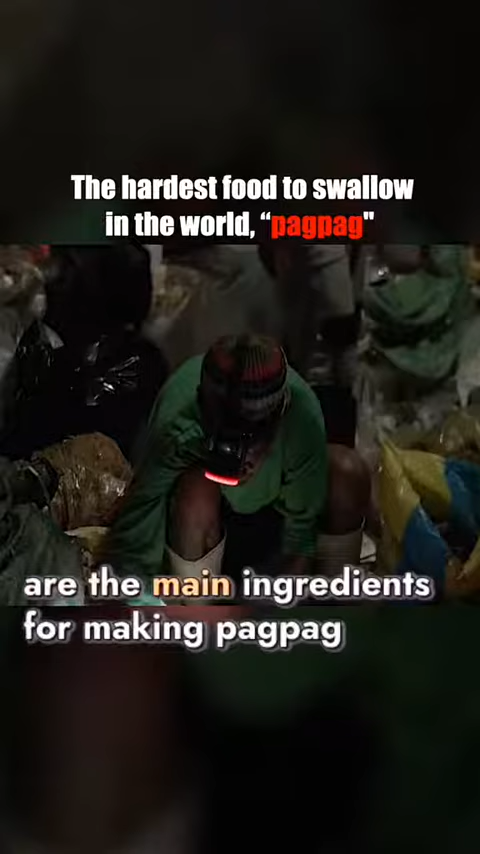 The hardest food to swallow
in the world, “pagpag"
are the main ingredients
for making pagpag